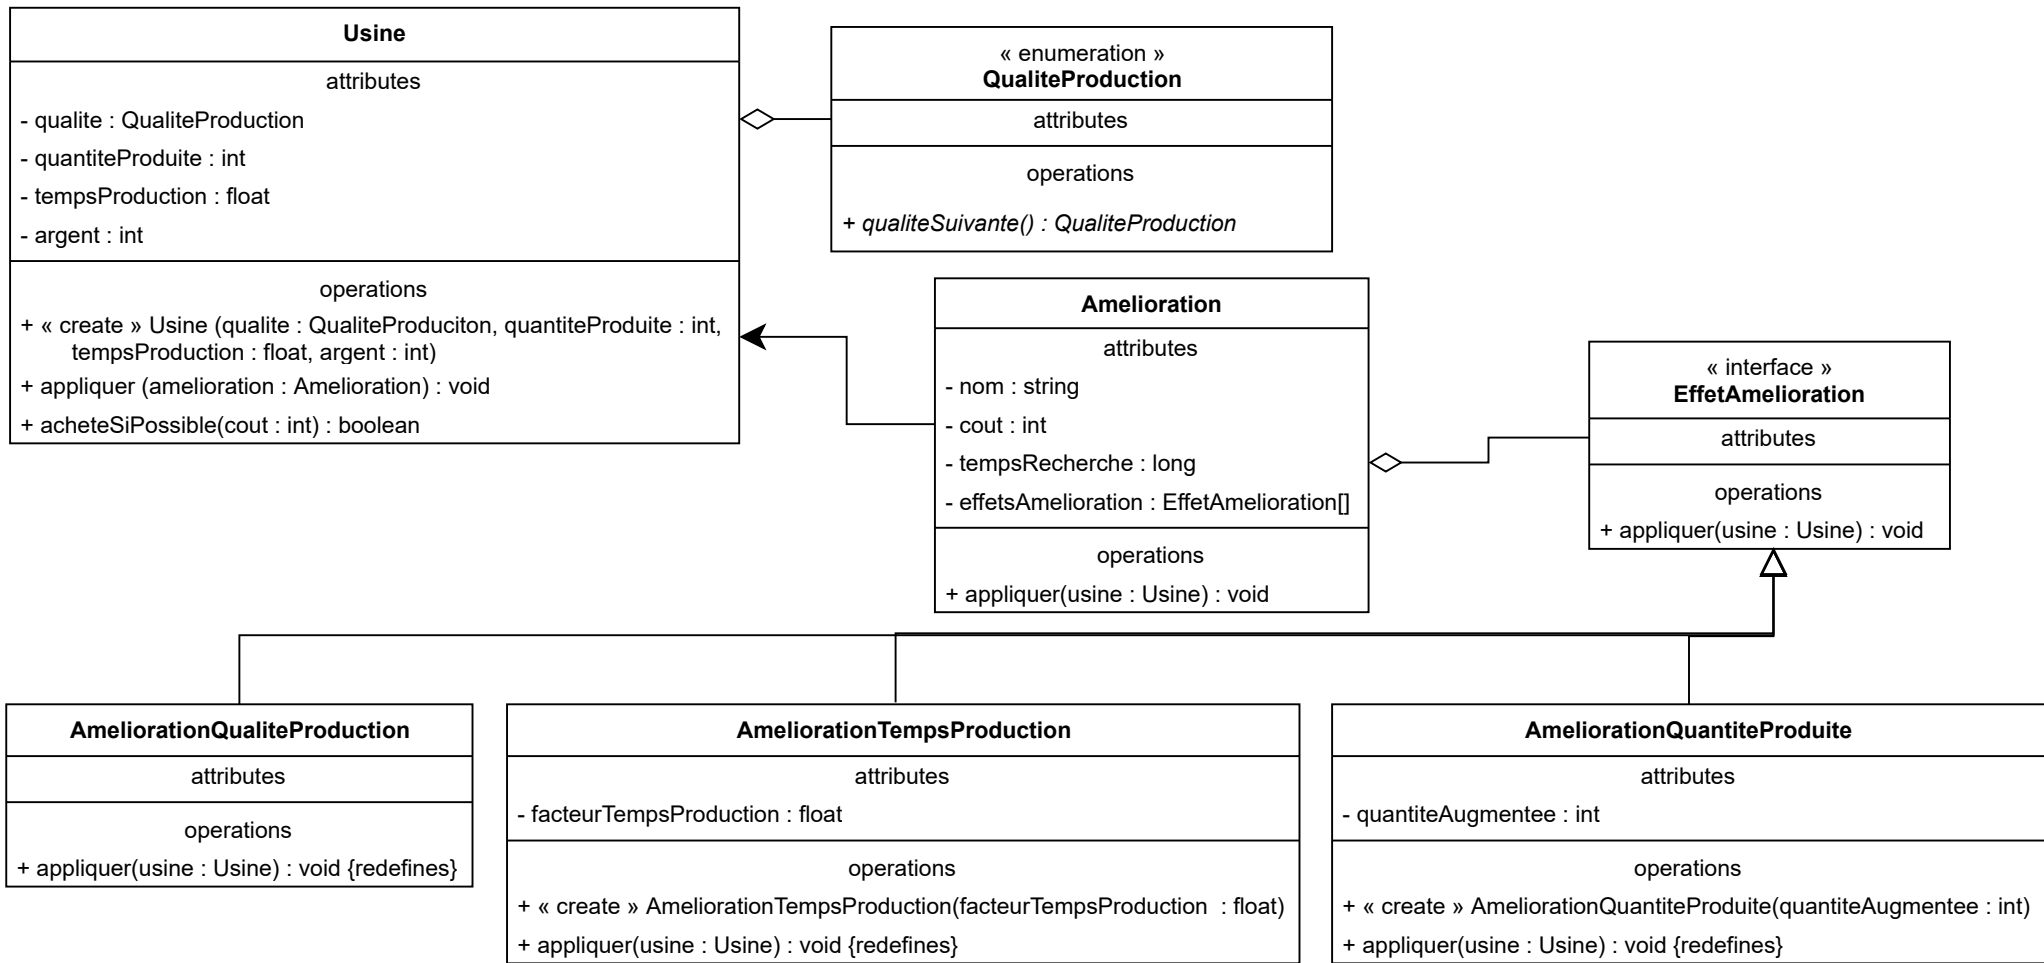 Usine
attributes
- qualite : QualiteProduction
- quantiteProduite : int
- tempsProduction : float
- argent : int
operations
+ « create » Usine (qualite : QualiteProduciton, quantiteProduite : int,
tempsProduction : float, argent : int)
+ appliquer (amelioration : Amelioration) : void
+ acheteSiPossible(cout : int) : boolean
« enumeration »
QualiteProduction
attributes
operations
+ qualiteSuivante() : QualiteProduction
Amelioration
attributes
- nom : string
- cout : int
- tempsRecherche : long
- effetsAmelioration : EffetAmelioration[]
operations
+ appliquer(usine : Usine) : void
« interface »
EffetAmelioration
attributes
operations
+ appliquer(usine : Usine) : void
AmeliorationQualiteProduction
attributes
operations
+ appliquer(usine : Usine) : void {redefines}
AmeliorationTempsProduction
attributes
- facteurTempsProduction : float
operations
+ « create » AmeliorationTempsProduction(facteurTempsProduction : float)
+ appliquer(usine : Usine) : void {redefines}
AmeliorationQuantiteProduite
attributes
- quantiteAugmentee : int
operations
+ « create » AmeliorationQuantiteProduite(quantiteAugmentee : int)
+ appliquer(usine : Usine) : void {redefines}